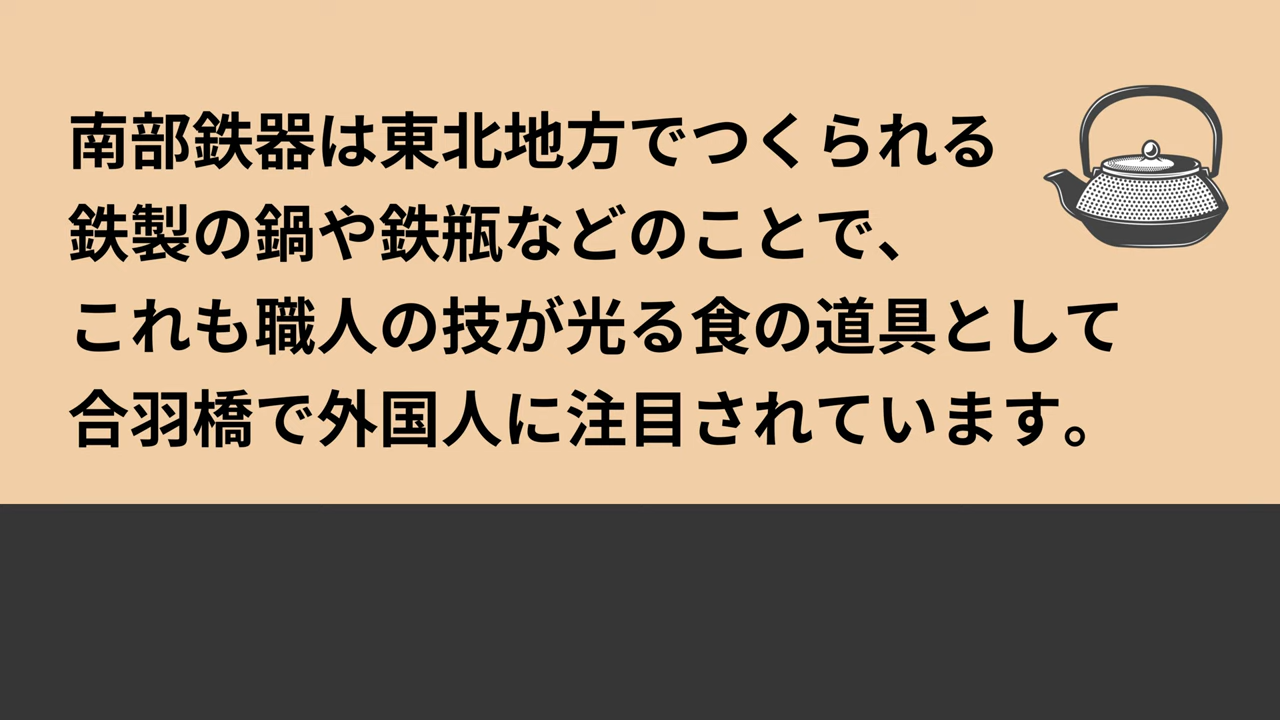 南部鉄器は東北地方でつくられる
鉄製の鍋や鉄瓶などのことで、
これも職人の技が光る食の道具として
合羽橋で外国人に注目されています。